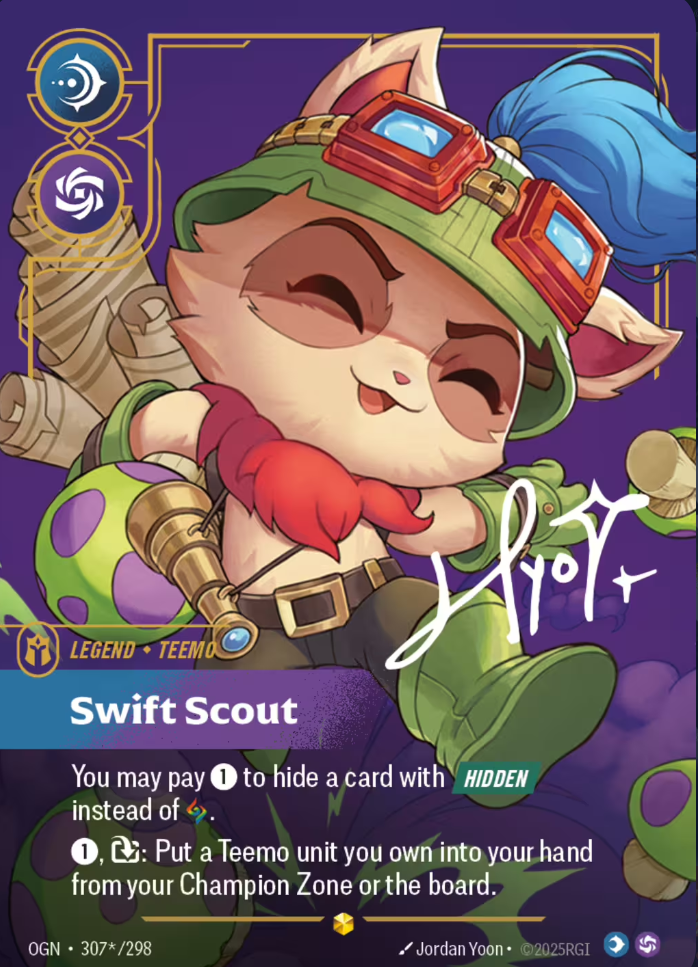 LEGEND • TEEMO
Swift Scout
You may pay 1 to hide a card with HIDDEN
instead of .
1, : Put a Teemo unit you own into your hand
from your Champion Zone or the board.
OGN • 307*/298
Jordan Yoon • ©2025RGI